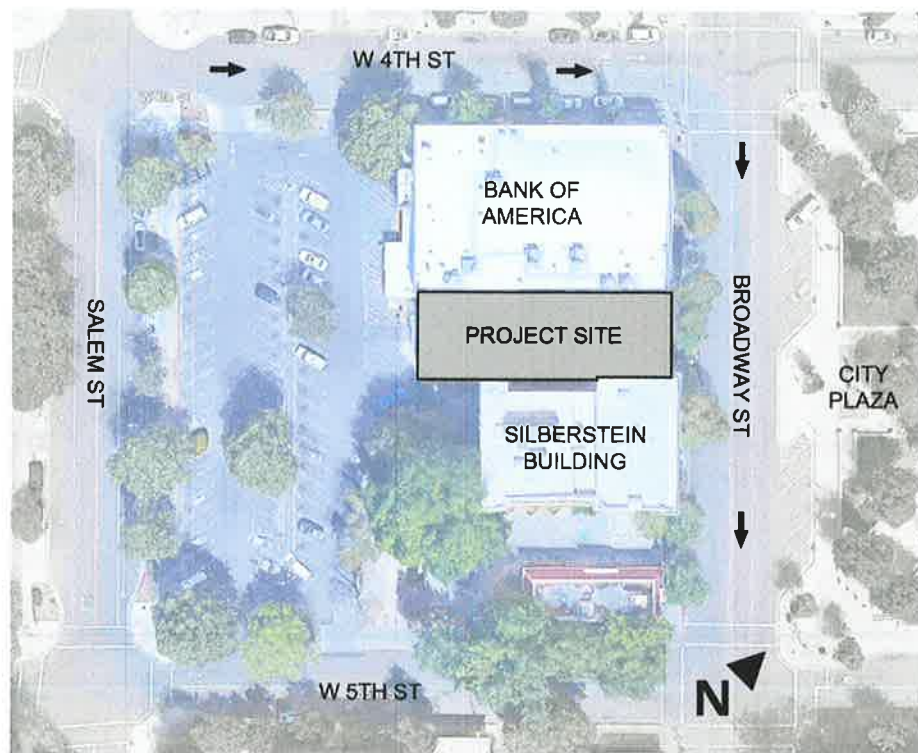 W 4TH ST
BANK OF
AMERICA
SALEM ST
PROJECT SITE
BROADWAY ST
CITY
PLAZA
SILBERSTEIN
BUILDING
W 5TH ST
N